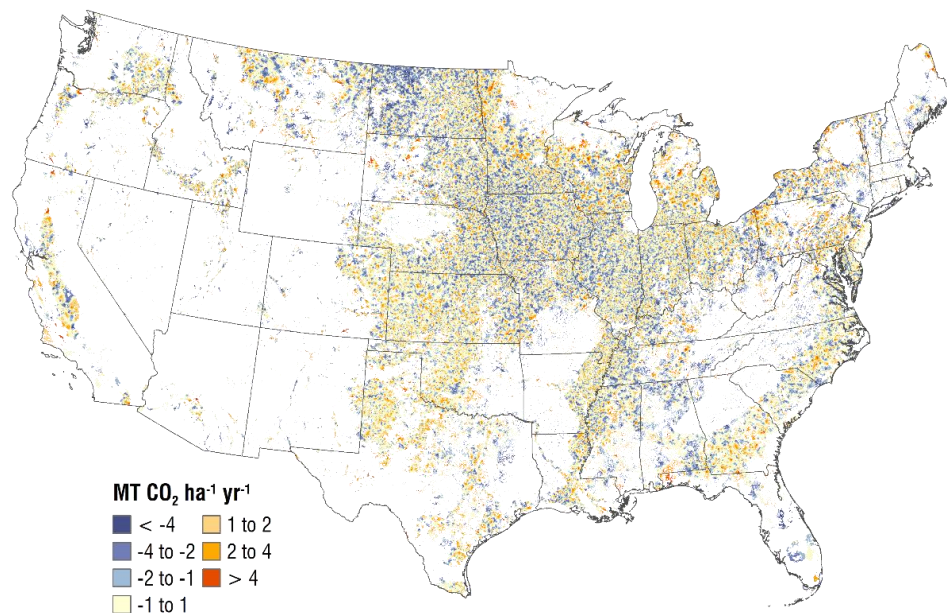 MT CO₂ ha⁻¹ yr⁻¹
< -4
-4 to -2
-2 to -1
-1 to 1
1 to 2
2 to 4
> 4